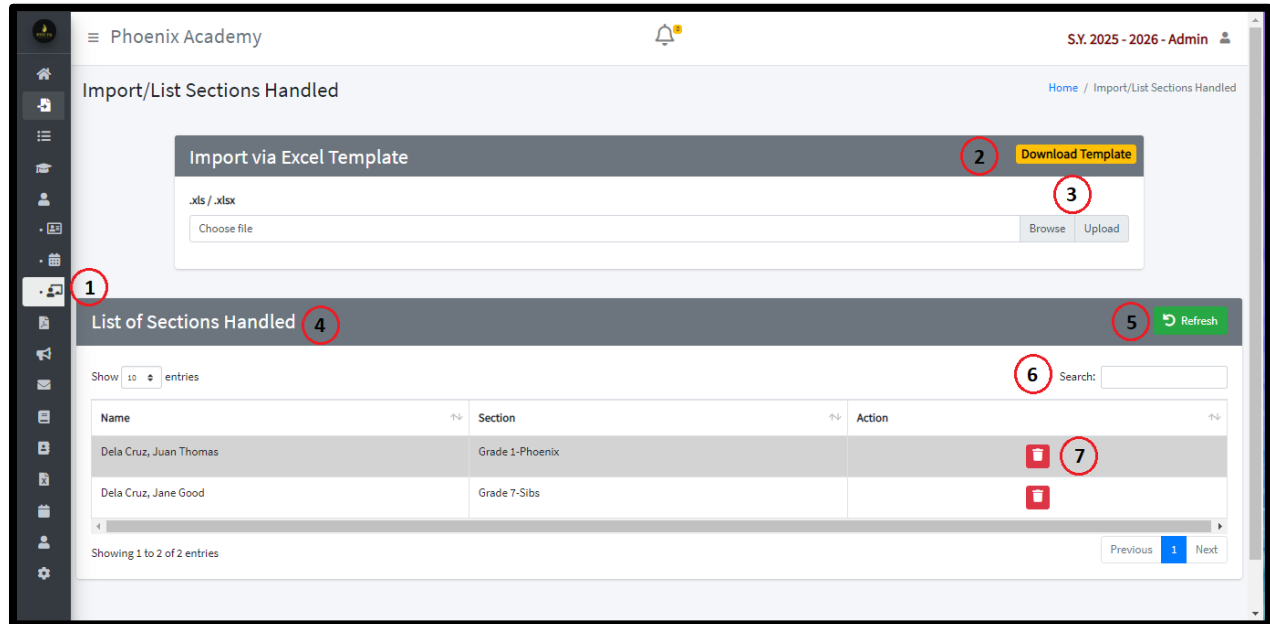 Phoenix Academy
S.Y. 2025 - 2026 - Admin
Import/List Sections Handled
Home / Import/List Sections Handled
Import via Excel Template
2
Download Template
.xls / .xlsx
3
Choose file
Browse
Upload
1
List of Sections Handled
4
5
Refresh
Show 10 entries
6
Search:
Name
Section
Action
Dela Cruz, Juan Thomas
Grade 1-Phoenix
7
Dela Cruz, Jane Good
Grade 7-Sibs
Showing 1 to 2 of 2 entries
Previous
1
Next